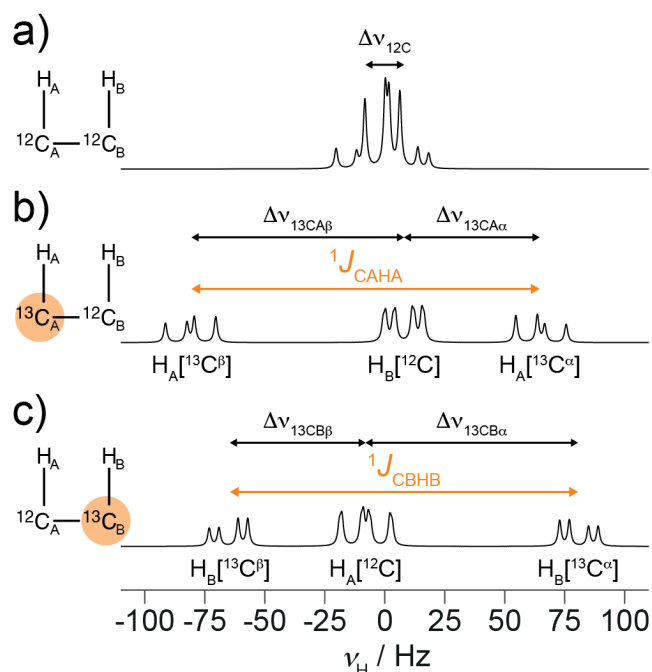 a)
Δν12C
HA HB
12CA 12CB
b)
Δν13CAβ Δν13CAα
1JCAHA
HA HB
13CA 12CB
HA[13Cβ] HB[12C] HA[13Cα]
c)
Δν13CBβ Δν13CBα
1JCBHB
HA HB
12CA 13CB
HB[13Cβ] HA[12C] HB[13Cα]
-100 -75 -50 -25 0 25 50 75 100
νH / Hz